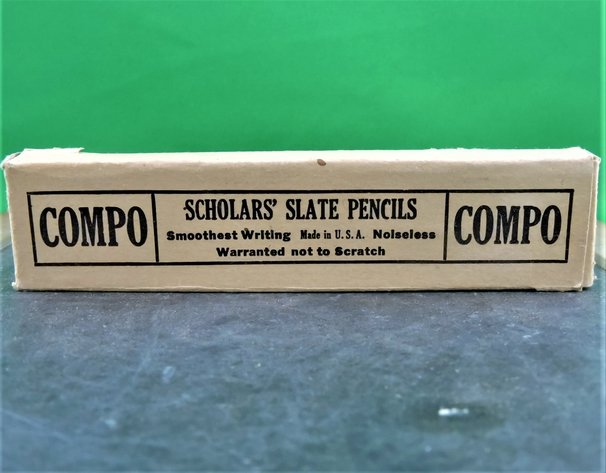 COMPO
SCHOLARS' SLATE PENCILS
Smoothest Writing Made in U.S.A. Noiseless
Warranted not to Scratch
COMPO